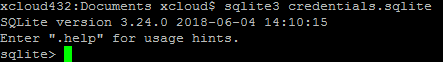 xcloud432:Documents xcloud$ sqlite3 credentials.sqlite
SQLite version 3.24.0 2018-06-04 14:10:15
Enter ".help" for usage hints.
sqlite>